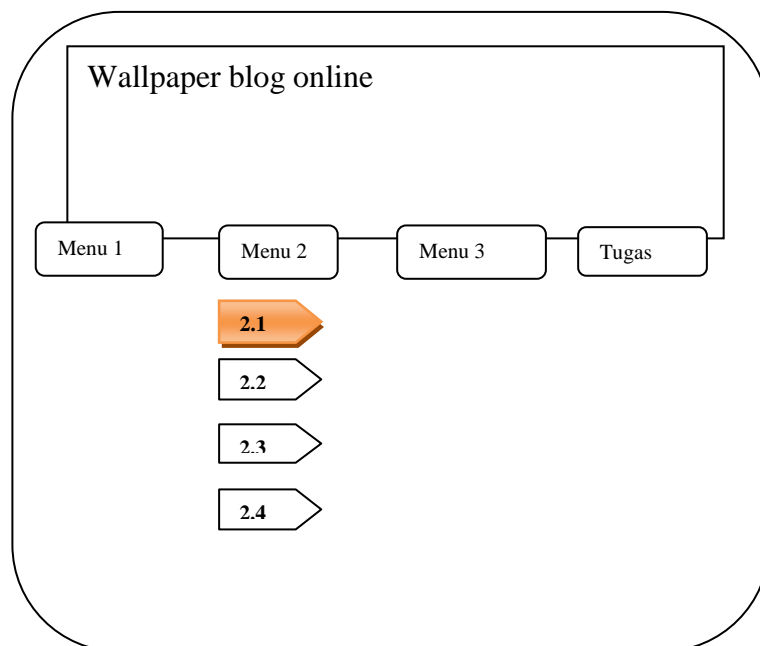 Wallpaper blog online
Menu 1
Menu 2
Menu 3
Tugas
2.1
2.2
2.3
2.4